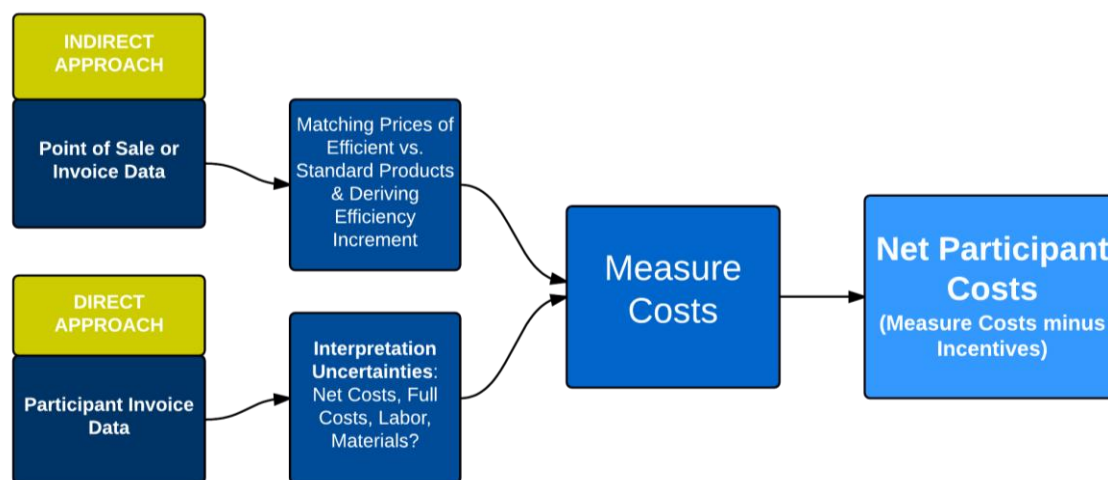 INDIRECT
APPROACH
Point of Sale or
Invoice Data
Matching Prices of
Efficient vs.
Standard Products
& Deriving
Efficiency
Increment
DIRECT
APPROACH
Participant Invoice
Data
Interpretation
Uncertainties:
Net Costs, Full
Costs, Labor,
Materials?
Measure
Costs
Net Participant
Costs
(Measure Costs minus
Incentives)